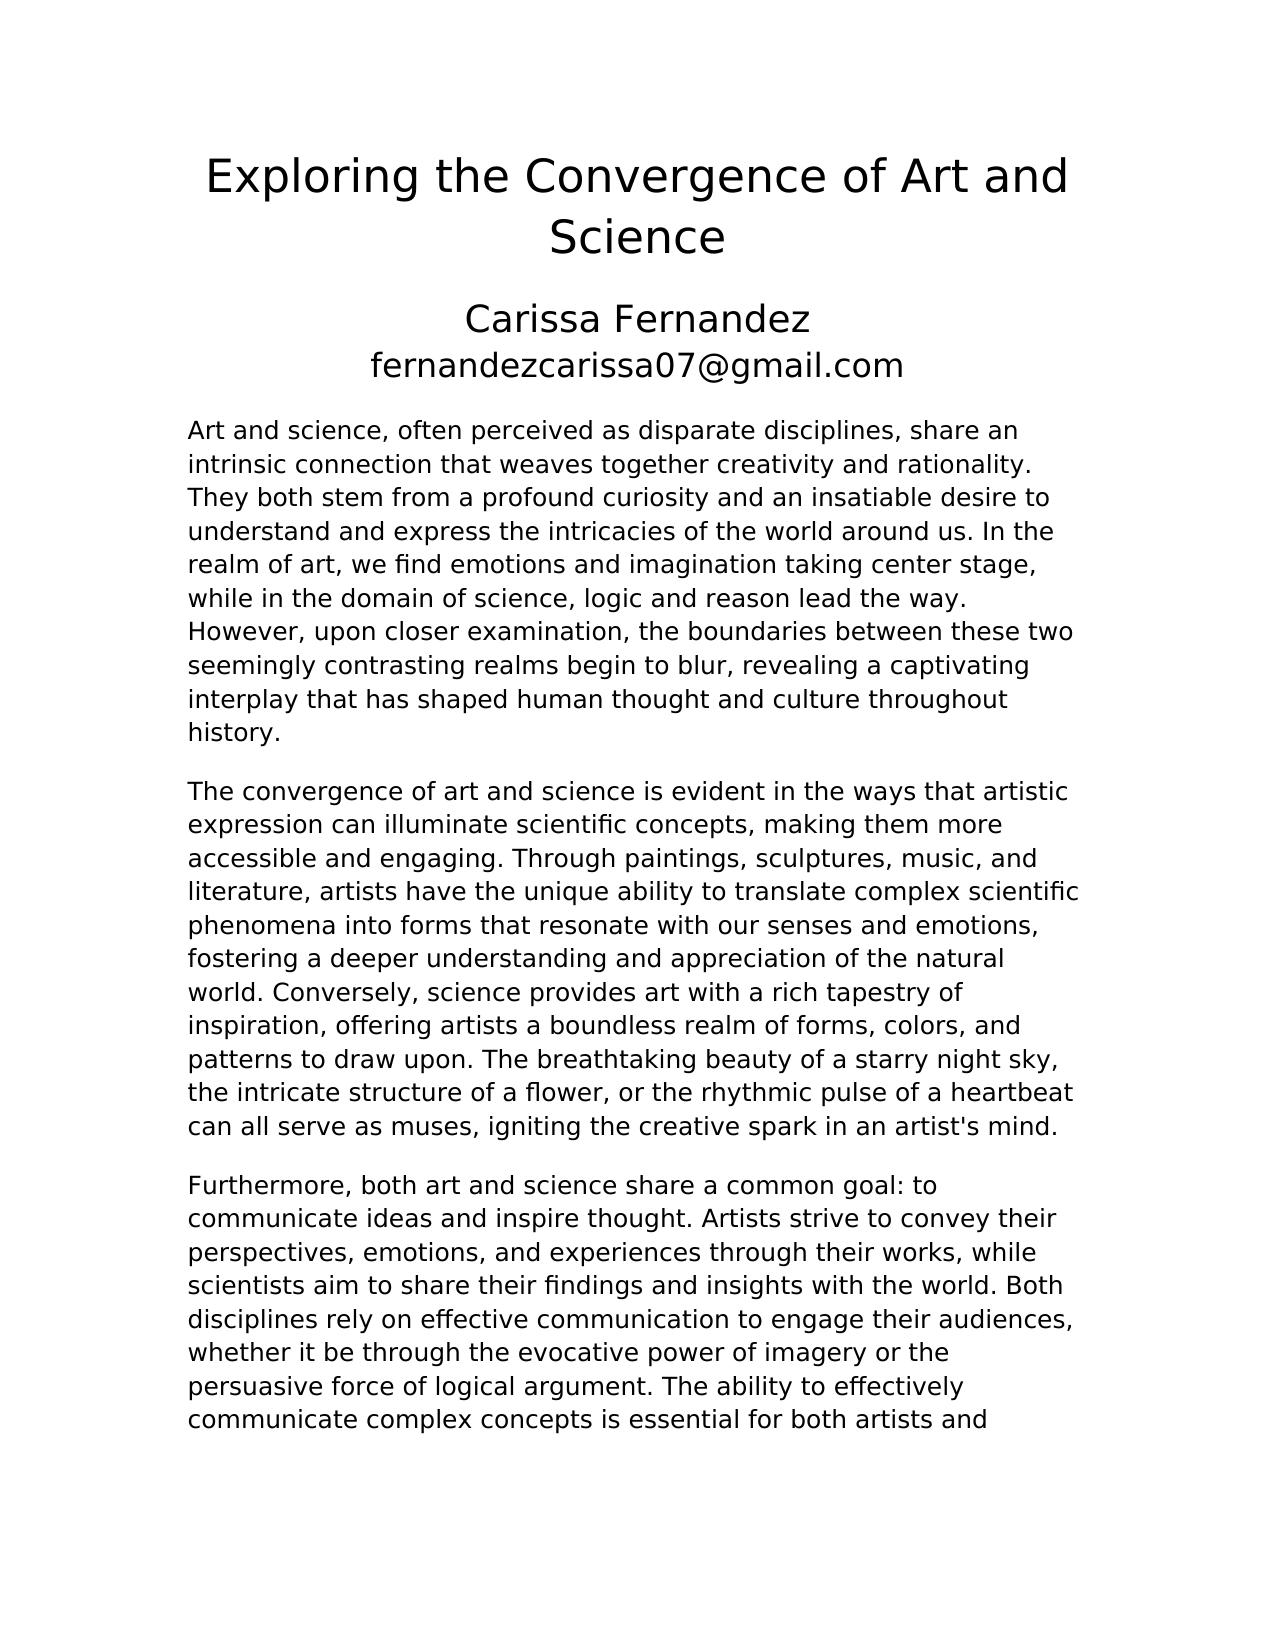 Exploring the Convergence of Art and
Science
Carissa Fernandez
fernandezcarissa07@gmail.com
Art and science, often perceived as disparate disciplines, share an
intrinsic connection that weaves together creativity and rationality.
They both stem from a profound curiosity and an insatiable desire to
understand and express the intricacies of the world around us. In the
realm of art, we find emotions and imagination taking center stage,
while in the domain of science, logic and reason lead the way.
However, upon closer examination, the boundaries between these two
seemingly contrasting realms begin to blur, revealing a captivating
interplay that has shaped human thought and culture throughout
history.
The convergence of art and science is evident in the ways that artistic
expression can illuminate scientific concepts, making them more
accessible and engaging. Through paintings, sculptures, music, and
literature, artists have the unique ability to translate complex scientific
phenomena into forms that resonate with our senses and emotions,
fostering a deeper understanding and appreciation of the natural
world. Conversely, science provides art with a rich tapestry of
inspiration, offering artists a boundless realm of forms, colors, and
patterns to draw upon. The breathtaking beauty of a starry night sky,
the intricate structure of a flower, or the rhythmic pulse of a heartbeat
can all serve as muses, igniting the creative spark in an artist's mind.
Furthermore, both art and science share a common goal: to
communicate ideas and inspire thought. Artists strive to convey their
perspectives, emotions, and experiences through their works, while
scientists aim to share their findings and insights with the world. Both
disciplines rely on effective communication to engage their audiences,
whether it be through the evocative power of imagery or the
persuasive force of logical argument. The ability to effectively
communicate complex concepts is essential for both artists and